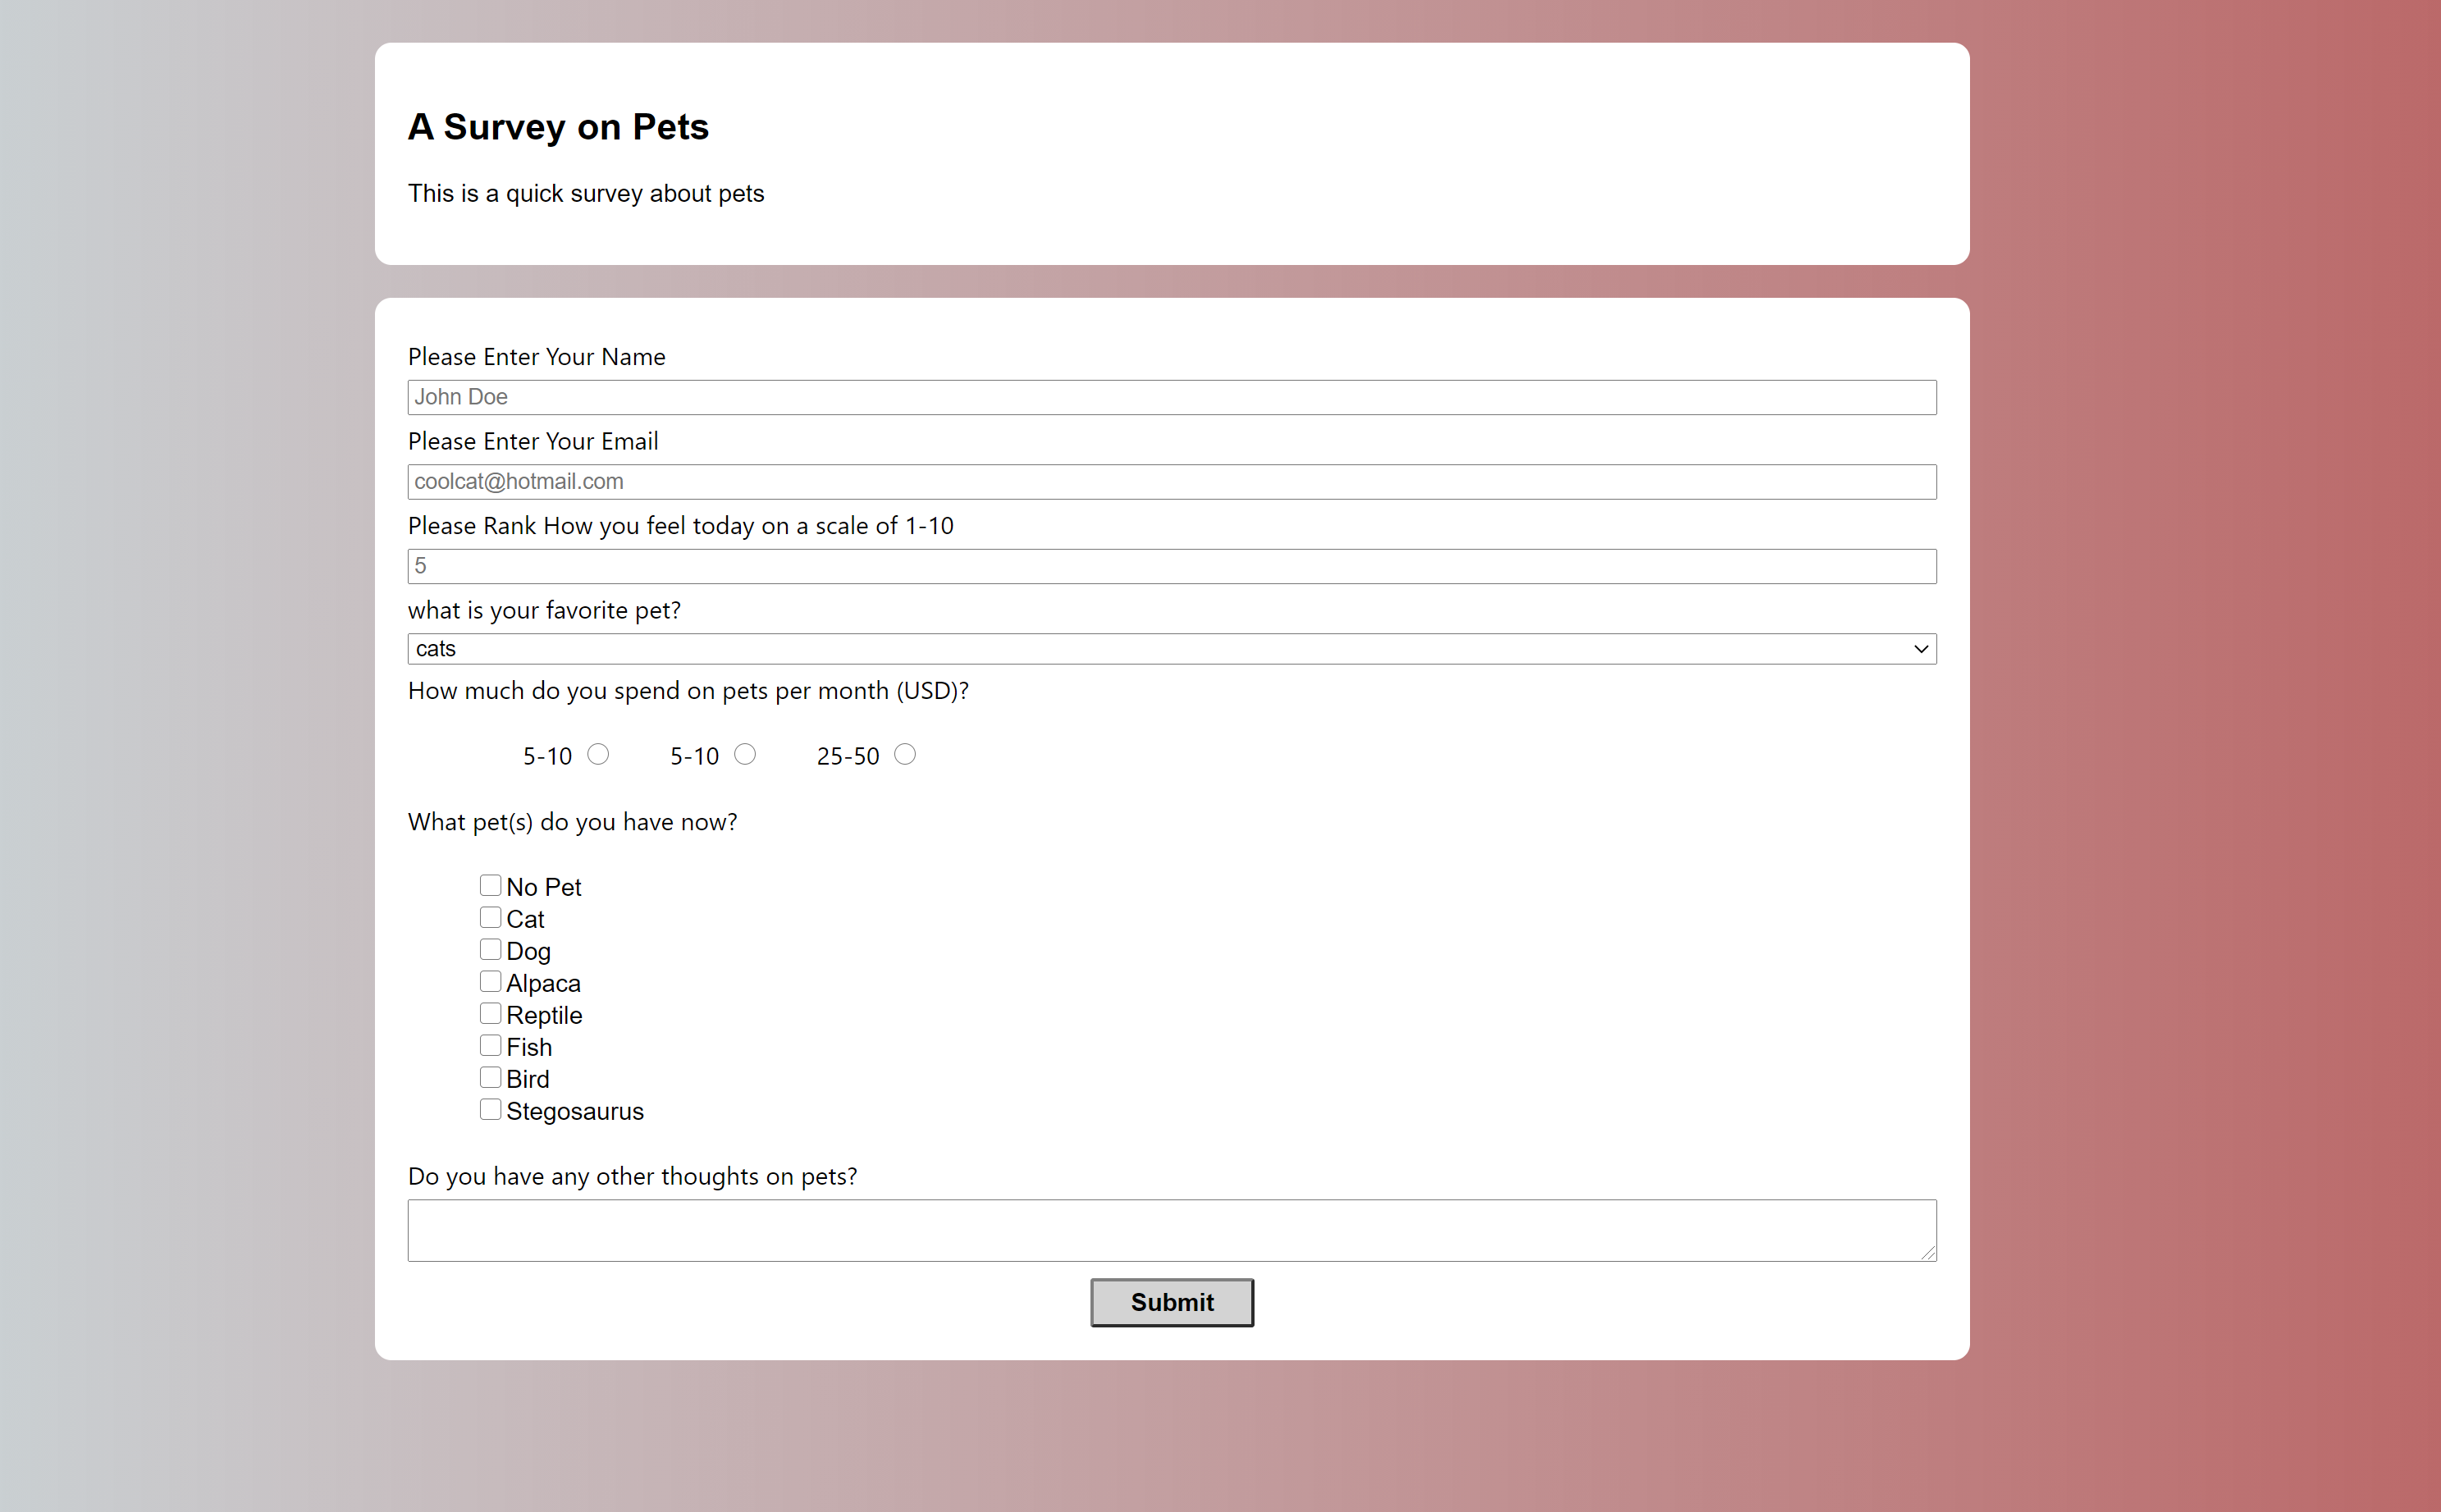 A Survey on Pets
This is a quick survey about pets
Please Enter Your Name
John Doe
Please Enter Your Email
coolcat@hotmail.com
Please Rank How you feel today on a scale of 1-10
5
what is your favorite pet?
cats
How much do you spend on pets per month (USD)?
5-10 5-10 25-50
What pet(s) do you have now?
No Pet
Cat
Dog
Alpaca
Reptile
Fish
Bird
Stegosaurus
Do you have any other thoughts on pets?
Submit